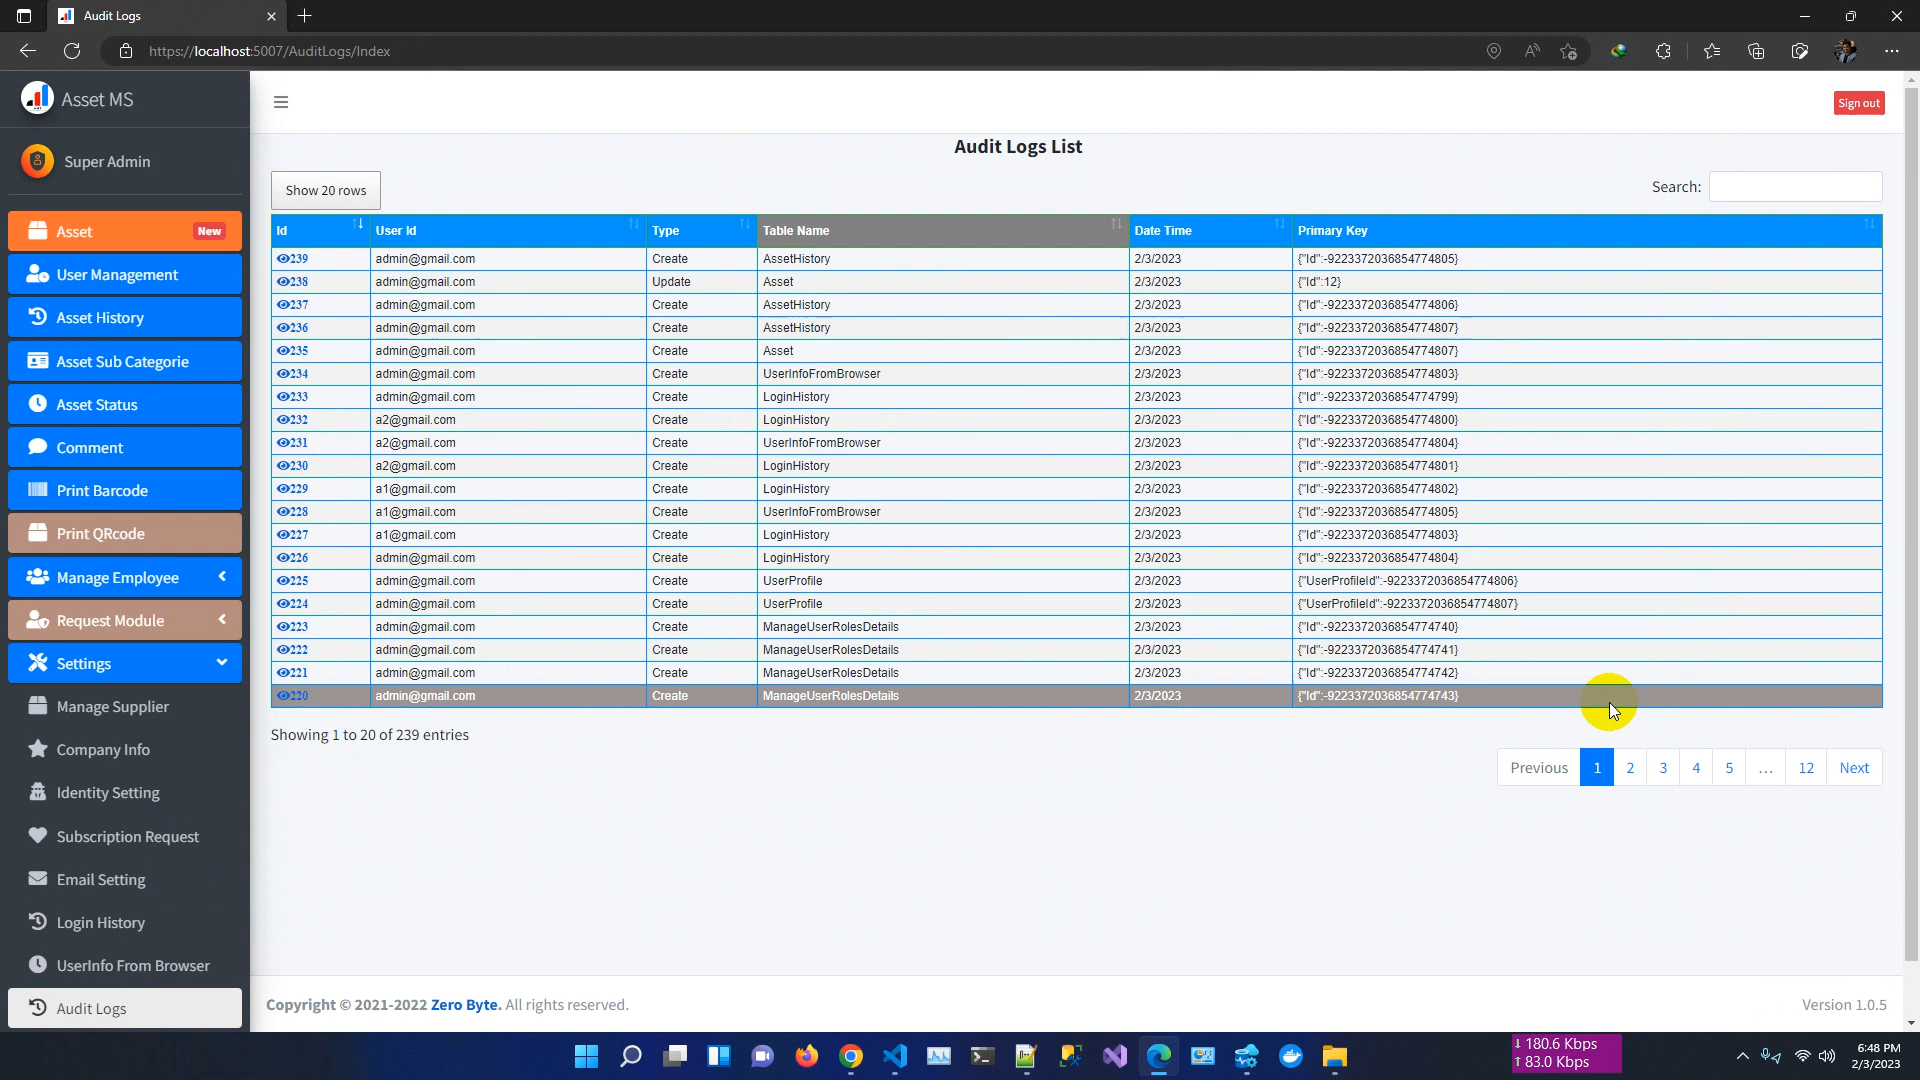 Audit Logs
https://localhost:5007/AuditLogs/Index
Asset MS
Super Admin
Asset New
User Management
Asset History
Asset Sub Categorie
Asset Status
Comment
Print Barcode
Print QRcode
Manage Employee
Request Module
Settings
Manage Supplier
Company Info
Identity Setting
Subscription Request
Email Setting
Login History
UserInfo From Browser
Audit Logs
Sign out
Audit Logs List
Show 20 rows
Search:
Id User Id Type Table Name Date Time Primary Key
239 admin@gmail.com Create AssetHistory 2/3/2023 {"Id":-9223372036854774805}
238 admin@gmail.com Update Asset 2/3/2023 {"Id":12}
237 admin@gmail.com Create AssetHistory 2/3/2023 {"Id":-9223372036854774806}
236 admin@gmail.com Create AssetHistory 2/3/2023 {"Id":-9223372036854774807}
235 admin@gmail.com Create Asset 2/3/2023 {"Id":-9223372036854774807}
234 admin@gmail.com Create UserInfoFromBrowser 2/3/2023 {"Id":-9223372036854774803}
233 admin@gmail.com Create LoginHistory 2/3/2023 {"Id":-9223372036854774799}
232 a2@gmail.com Create LoginHistory 2/3/2023 {"Id":-9223372036854774800}
231 a2@gmail.com Create UserInfoFromBrowser 2/3/2023 {"Id":-9223372036854774804}
230 a2@gmail.com Create LoginHistory 2/3/2023 {"Id":-9223372036854774801}
229 a1@gmail.com Create LoginHistory 2/3/2023 {"Id":-9223372036854774802}
228 a1@gmail.com Create UserInfoFromBrowser 2/3/2023 {"Id":-9223372036854774805}
227 a1@gmail.com Create LoginHistory 2/3/2023 {"Id":-9223372036854774803}
226 admin@gmail.com Create LoginHistory 2/3/2023 {"Id":-9223372036854774804}
225 admin@gmail.com Create UserProfile 2/3/2023 {"UserProfileId":-9223372036854774806}
224 admin@gmail.com Create UserProfile 2/3/2023 {"UserProfileId":-9223372036854774807}
223 admin@gmail.com Create ManageUserRolesDetails 2/3/2023 {"Id":-9223372036854774740}
222 admin@gmail.com Create ManageUserRolesDetails 2/3/2023 {"Id":-9223372036854774741}
221 admin@gmail.com Create ManageUserRolesDetails 2/3/2023 {"Id":-9223372036854774742}
220 admin@gmail.com Create ManageUserRolesDetails 2/3/2023 {"Id":-9223372036854774743}
Showing 1 to 20 of 239 entries
Previous 1 2 3 4 5 … 12 Next
Copyright © 2021-2022 Zero Byte. All rights reserved.
Version 1.0.5
↓ 180.6 Kbps
↑ 83.0 Kbps
6:48 PM
2/3/2023